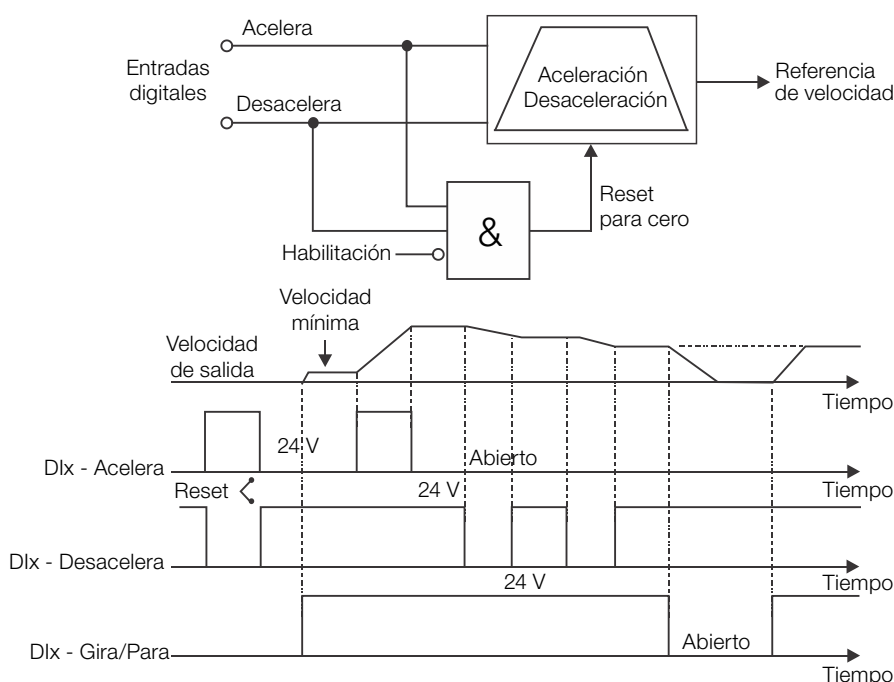 Acelera
Entradas
digitales
Desacelera
Aceleración
Desaceleración
Referencia
de velocidad
Reset
para cero
&
Habilitación
Velocidad
mínima
Velocidad
de salida
Tiempo
24 V
Abierto
DIx - Acelera
Tiempo
Reset
24 V
DIx - Desacelera
Tiempo
24 V
Abierto
DIx - Gira/Para
Tiempo